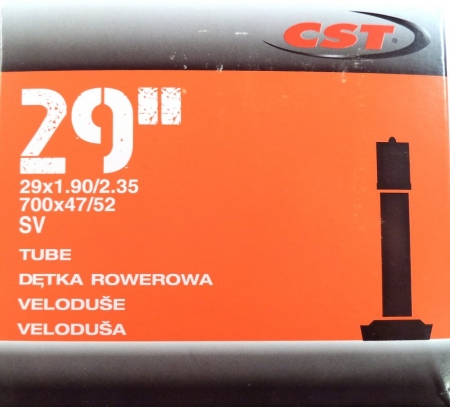 CST
29"
29x1.90/2.35
700x47/52
SV
TUBE
DĘTKA ROWEROWA
VELODUŠE
VELODUŠA